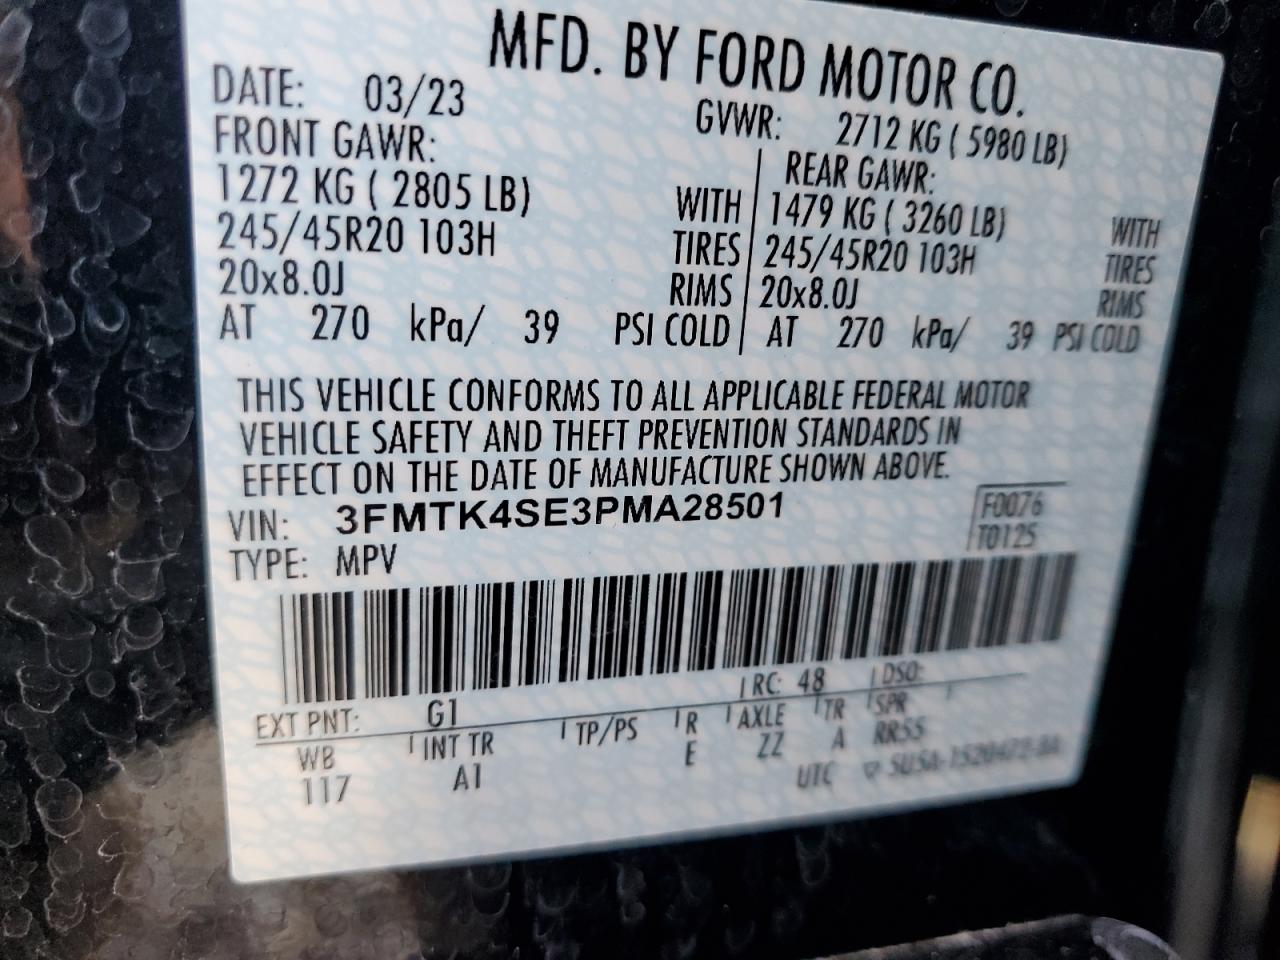 MFD. BY FORD MOTOR CO.
DATE: 03/23 GVWR: 2712 KG ( 5980 LB)
FRONT GAWR: REAR GAWR:
1272 KG ( 2805 LB) WITH 1479 KG ( 3260 LB) WITH
245/45R20 103H TIRES 245/45R20 103H TIRES
20x8.0J RIMS 20x8.0J RIMS
AT 270 kPa/ 39 PSI COLD AT 270 kPa/ 39 PSI COLD
THIS VEHICLE CONFORMS TO ALL APPLICABLE FEDERAL MOTOR
VEHICLE SAFETY AND THEFT PREVENTION STANDARDS IN
EFFECT ON THE DATE OF MANUFACTURE SHOWN ABOVE.
VIN: 3FMTK4SE3PMA28501 F0076
TYPE: MPV T0125
EXT PNT: G1 RC: 48 DSO:
WB INT TR TP/PS R AXLE TR SPR
117 A1 E ZZ A RR55
UTC